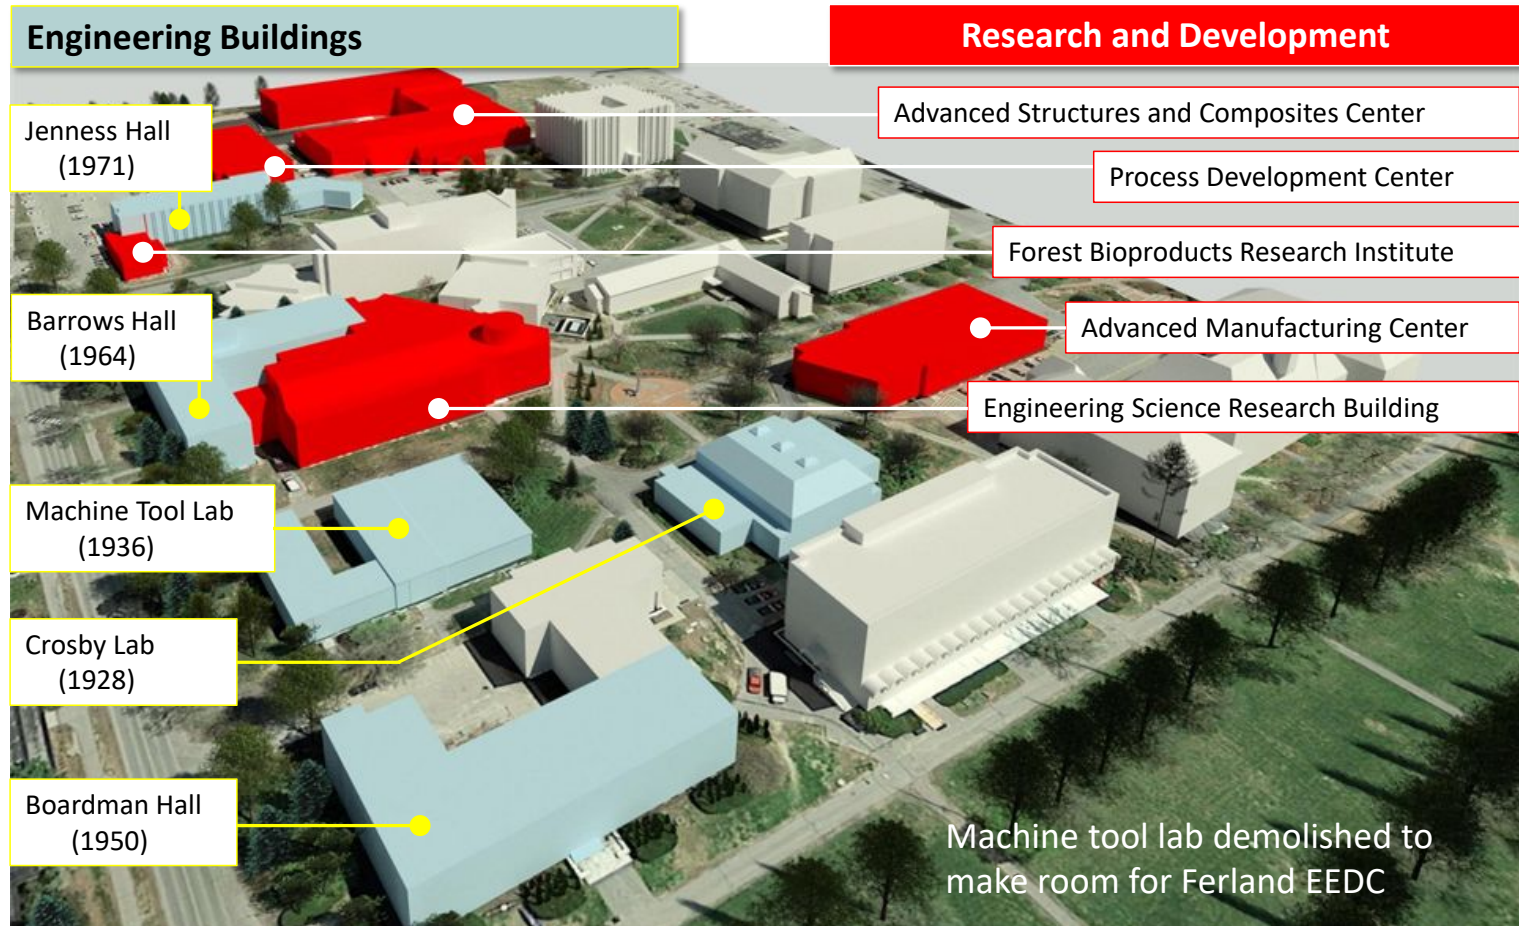 Engineering Buildings
Research and Development
Jenness Hall
(1971)
Barrows Hall
(1964)
Machine Tool Lab
(1936)
Crosby Lab
(1928)
Boardman Hall
(1950)
Advanced Structures and Composites Center
Process Development Center
Forest Bioproducts Research Institute
Advanced Manufacturing Center
Engineering Science Research Building
Machine tool lab demolished to
make room for Ferland EEDC